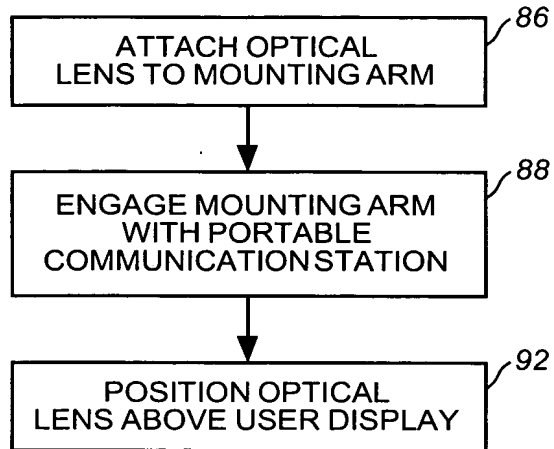 86
ATTACH OPTICAL
LENS TO MOUNTING ARM
88
ENGAGE MOUNTING ARM
WITH PORTABLE
COMMUNICATION STATION
92
POSITION OPTICAL
LENS ABOVE USER DISPLAY